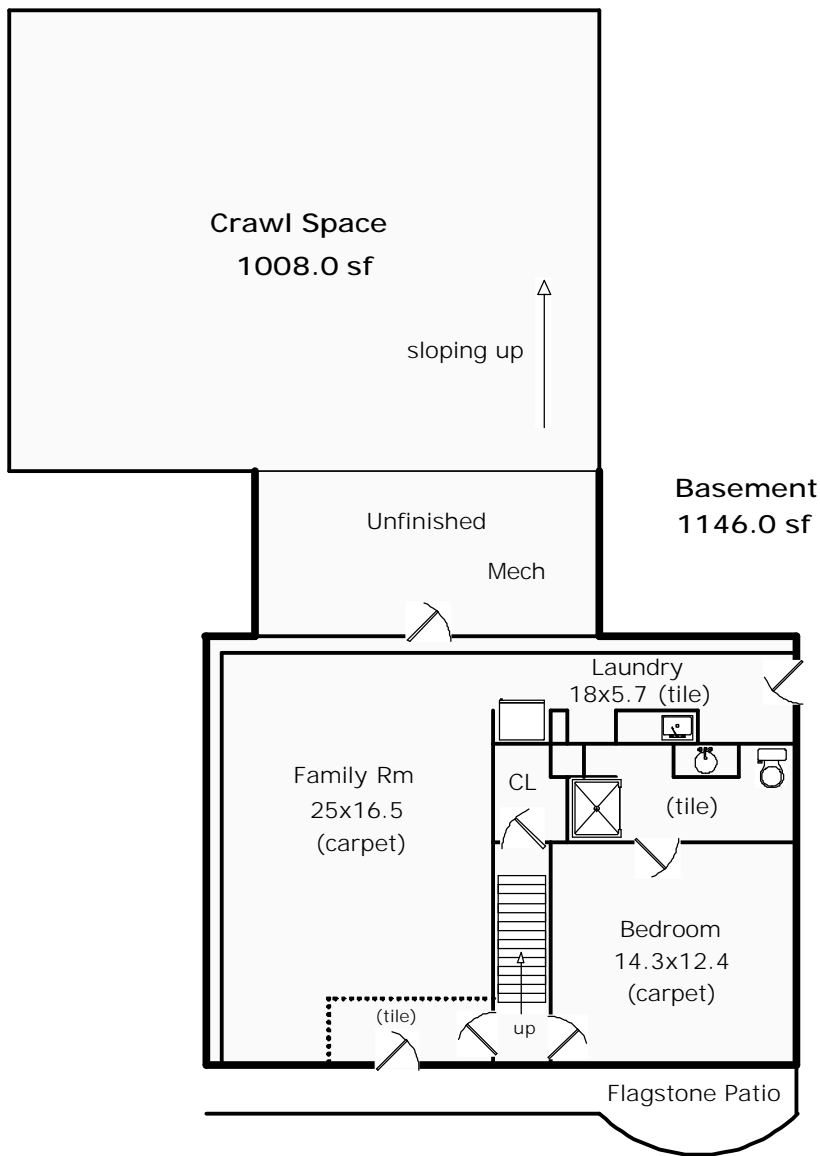 Crawl Space
1008.0 sf
sloping up
Basement
1146.0 sf
Unfinished
Mech
Laundry
18x5.7 (tile)
Family Rm
25x16.5
(carpet)
CL
(tile)
Bedroom
14.3x12.4
(carpet)
(tile)
up
Flagstone Patio